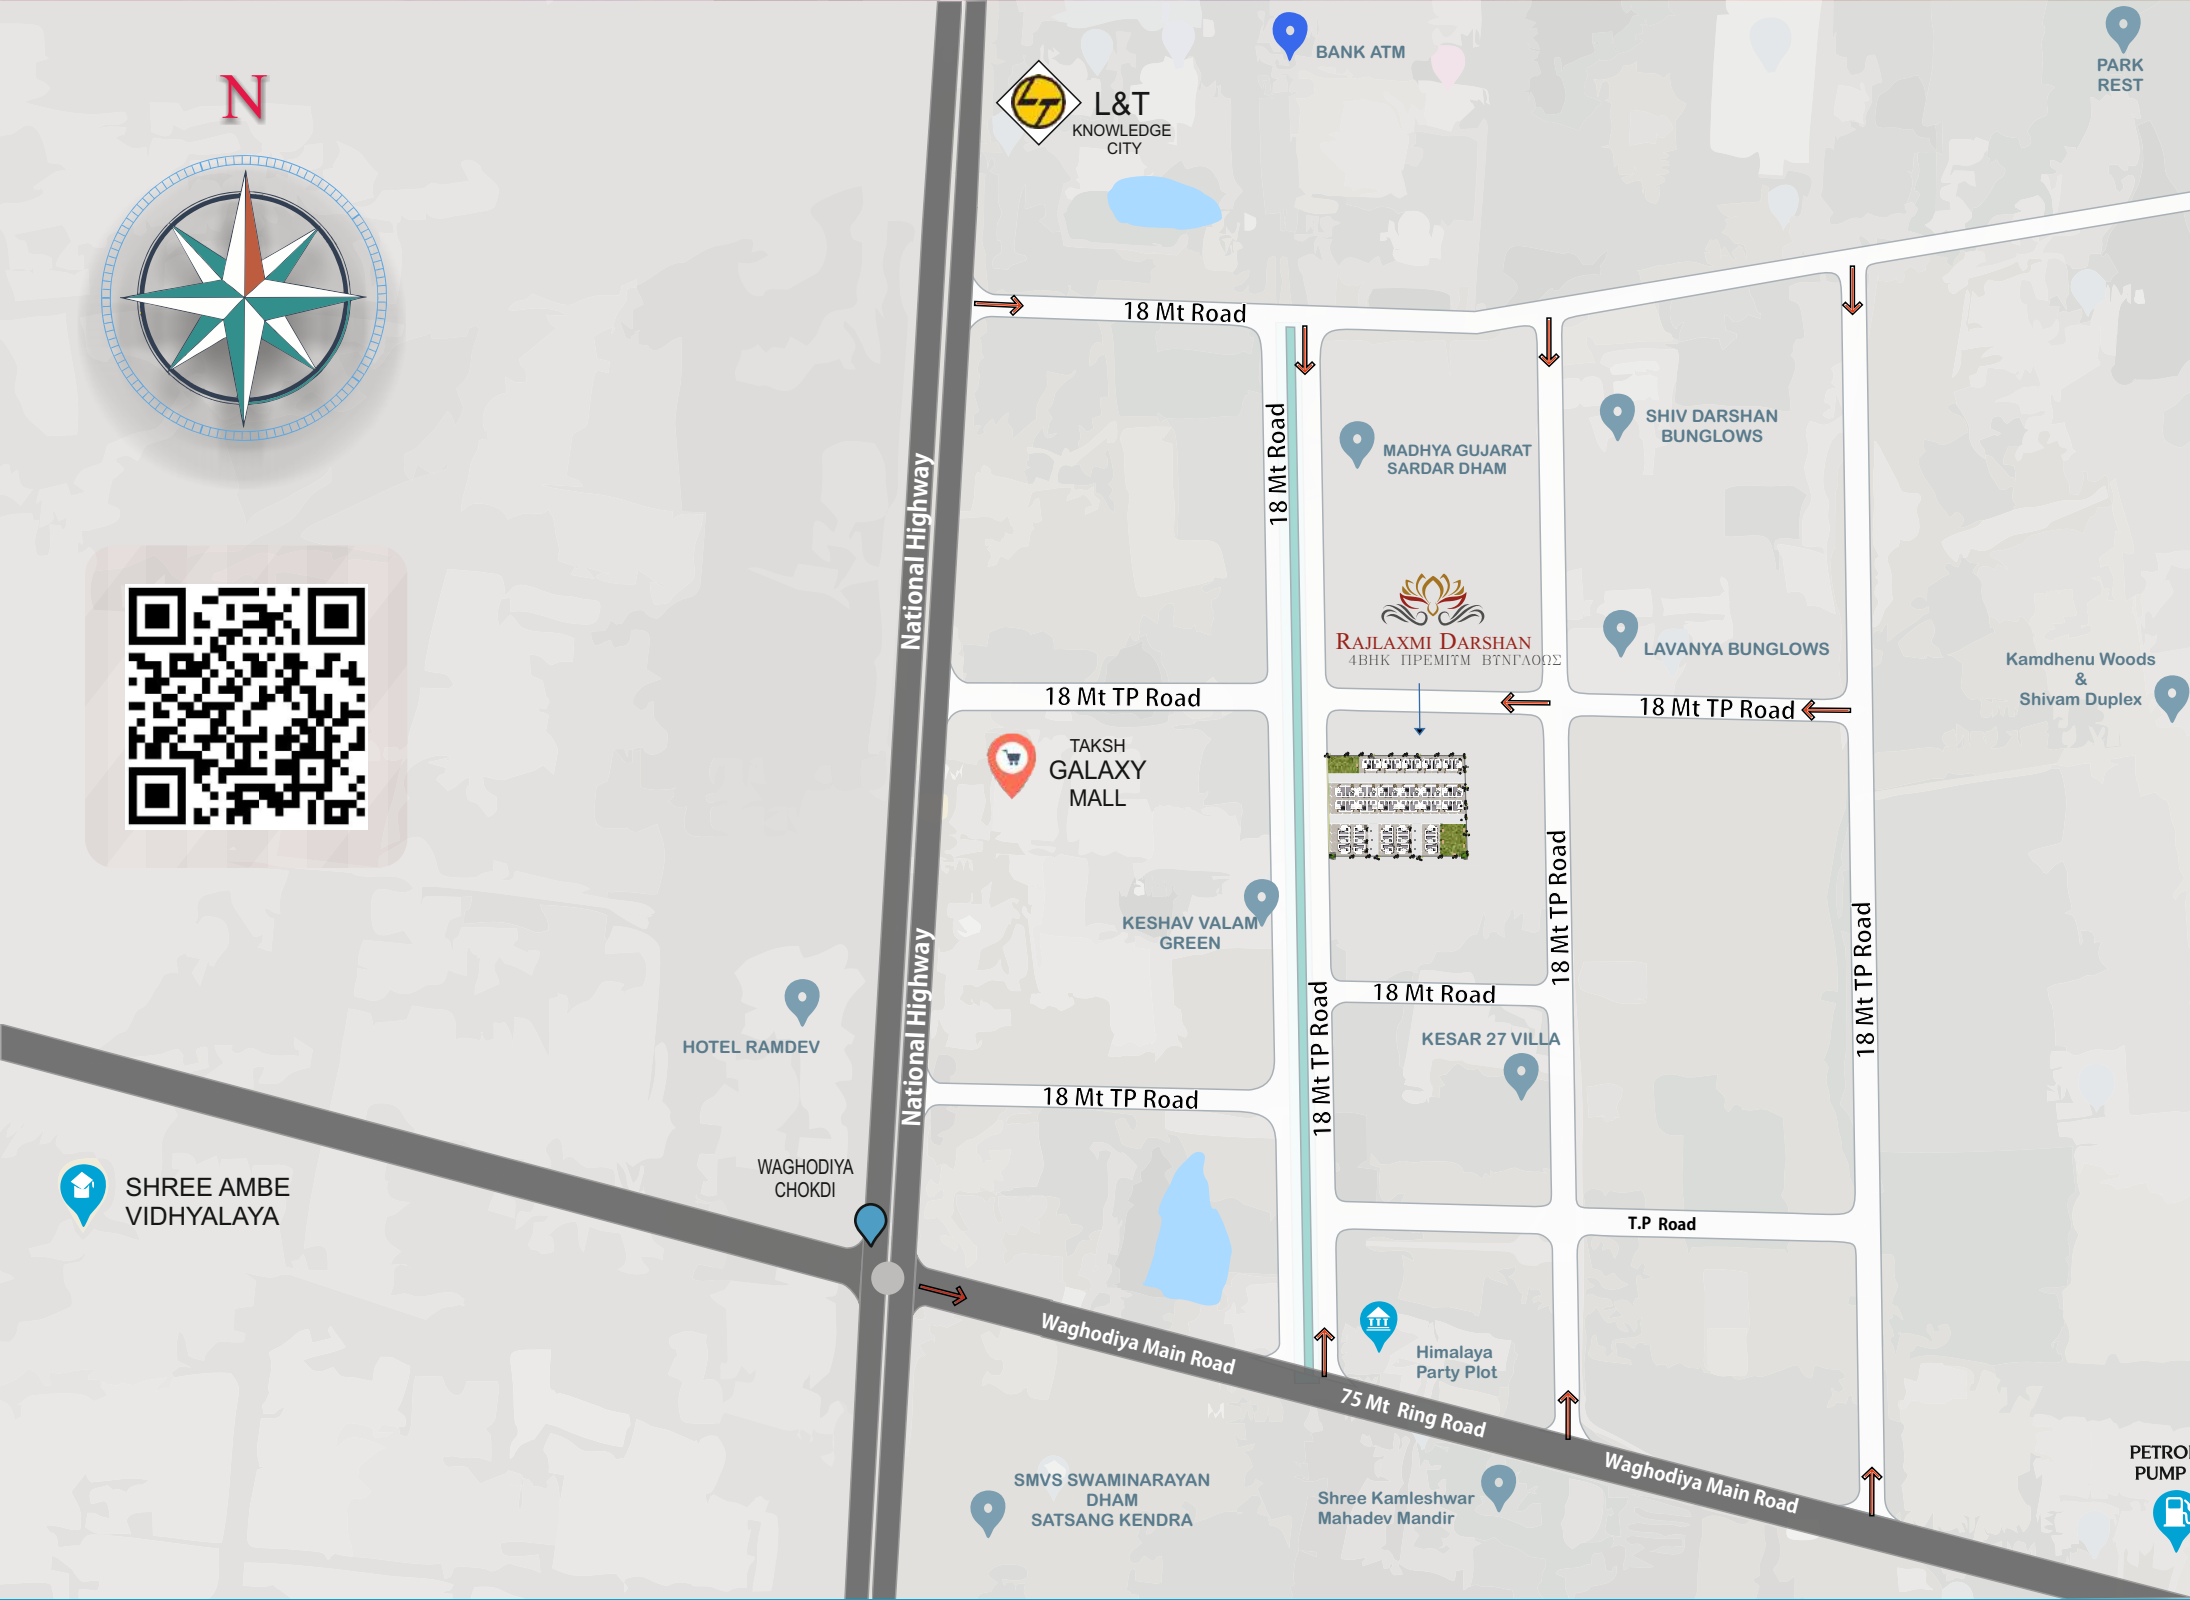 N
BANK ATM
PARK
REST
L&T
KNOWLEDGE
CITY
18 Mt Road
18 Mt Road
MADHYA GUJARAT
SARDAR DHAM
SHIV DARSHAN
BUNGLOWS
National Highway
RAJLAXMI DARSHAN
4ΒΗΚ ΠΡΕΜΙΥΜ ΒΥΝΓΛΟΩΣ
LAVANYA BUNGLOWS
Kamdhenu Woods
&
Shivam Duplex
18 Mt TP Road
18 Mt TP Road
TAKSH
GALAXY
MALL
KESHAV VALAM
GREEN
18 Mt TP Road
18 Mt TP Road
National Highway
18 Mt Road
18 Mt TP Road
HOTEL RAMDEV
KESAR 27 VILLA
18 Mt TP Road
WAGHODIYA
CHOKDI
SHREE AMBE
VIDHYALAYA
T.P Road
Waghodiya Main Road
Himalaya
Party Plot
75 Mt Ring Road
Waghodiya Main Road
SMVS SWAMINARAYAN
DHAM
SATSANG KENDRA
Shree Kamleshwar
Mahadev Mandir
PETRO
PUMP